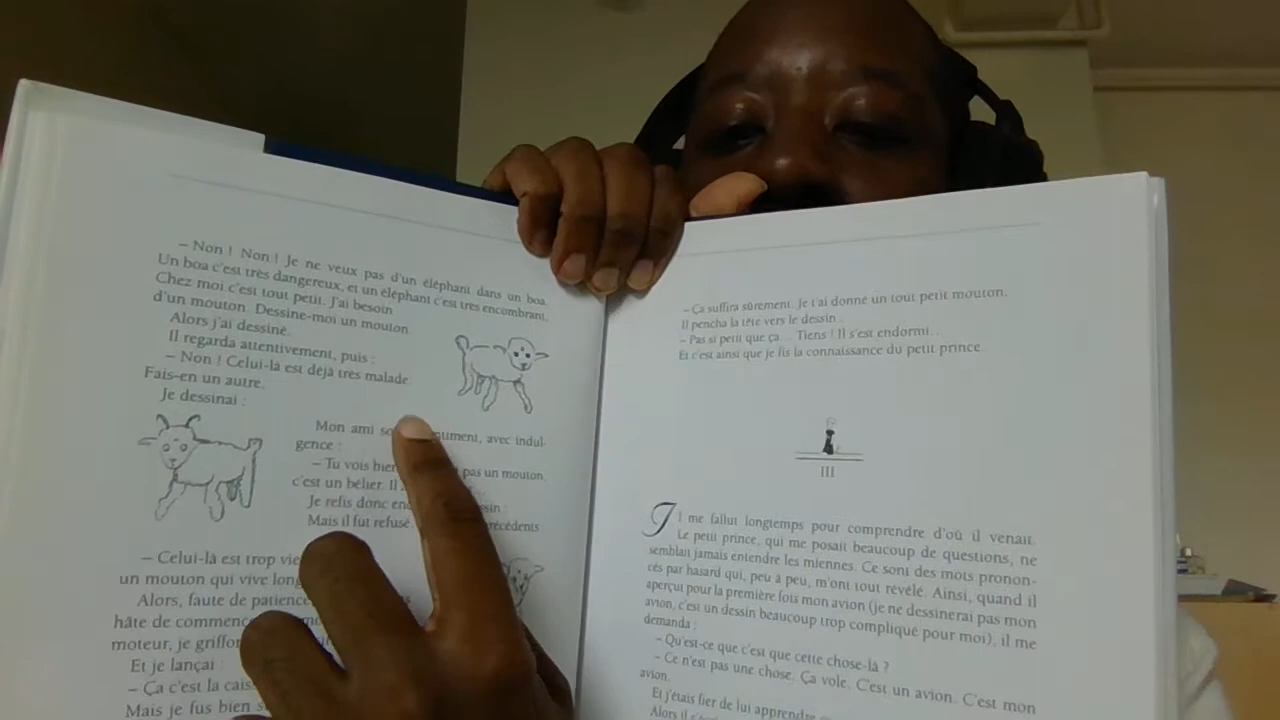 – Non ! Non ! Je ne veux pas d'un éléphant dans un boa.
Un boa c'est très dangereux, et un éléphant c'est très encombrant.
Chez moi c'est tout petit. J'ai besoin
d'un mouton. Dessine-moi un mouton.
Alors j'ai dessiné.
Il regarda attentivement, puis :
– Non ! Celui-là est déjà très malade.
Fais-en un autre.
Je dessinai :
Mon ami avec indul-
gence :
– Tu vois bien pas un mouton,
c'est un bélier. Il
Je refis donc
Mais il fut refusé, précédents
– Celui-là est trop
un mouton qui vive
Alors, faute de patience,
hâte de
moteur, je
Et je lançai :
– Ça c'est la
Mais je fus bien
– Ça suffira sûrement. Je t'ai donné un tout petit mouton.
Il pencha la tête vers le dessin :
– Pas si petit que ça... Tiens ! Il s'est endormi...
Et c'est ainsi que je fis la connaissance du petit prince.
III
Il me fallut longtemps pour comprendre d'où il venait.
Le petit prince, qui me posait beaucoup de questions, ne
semblait jamais entendre les miennes. Ce sont des mots pronon-
cés par hasard qui, peu à peu, m'ont tout révélé. Ainsi, quand il
aperçut pour la première fois mon avion (je ne dessinerai pas mon
avion, c'est un dessin beaucoup trop compliqué pour moi), il me
demanda :
– Qu'est-ce que c'est que cette chose-là ?
– Ce n'est pas une chose. Ça vole. C'est un avion. C'est mon
avion.
Et j'étais fier de lui apprendre
Alors il